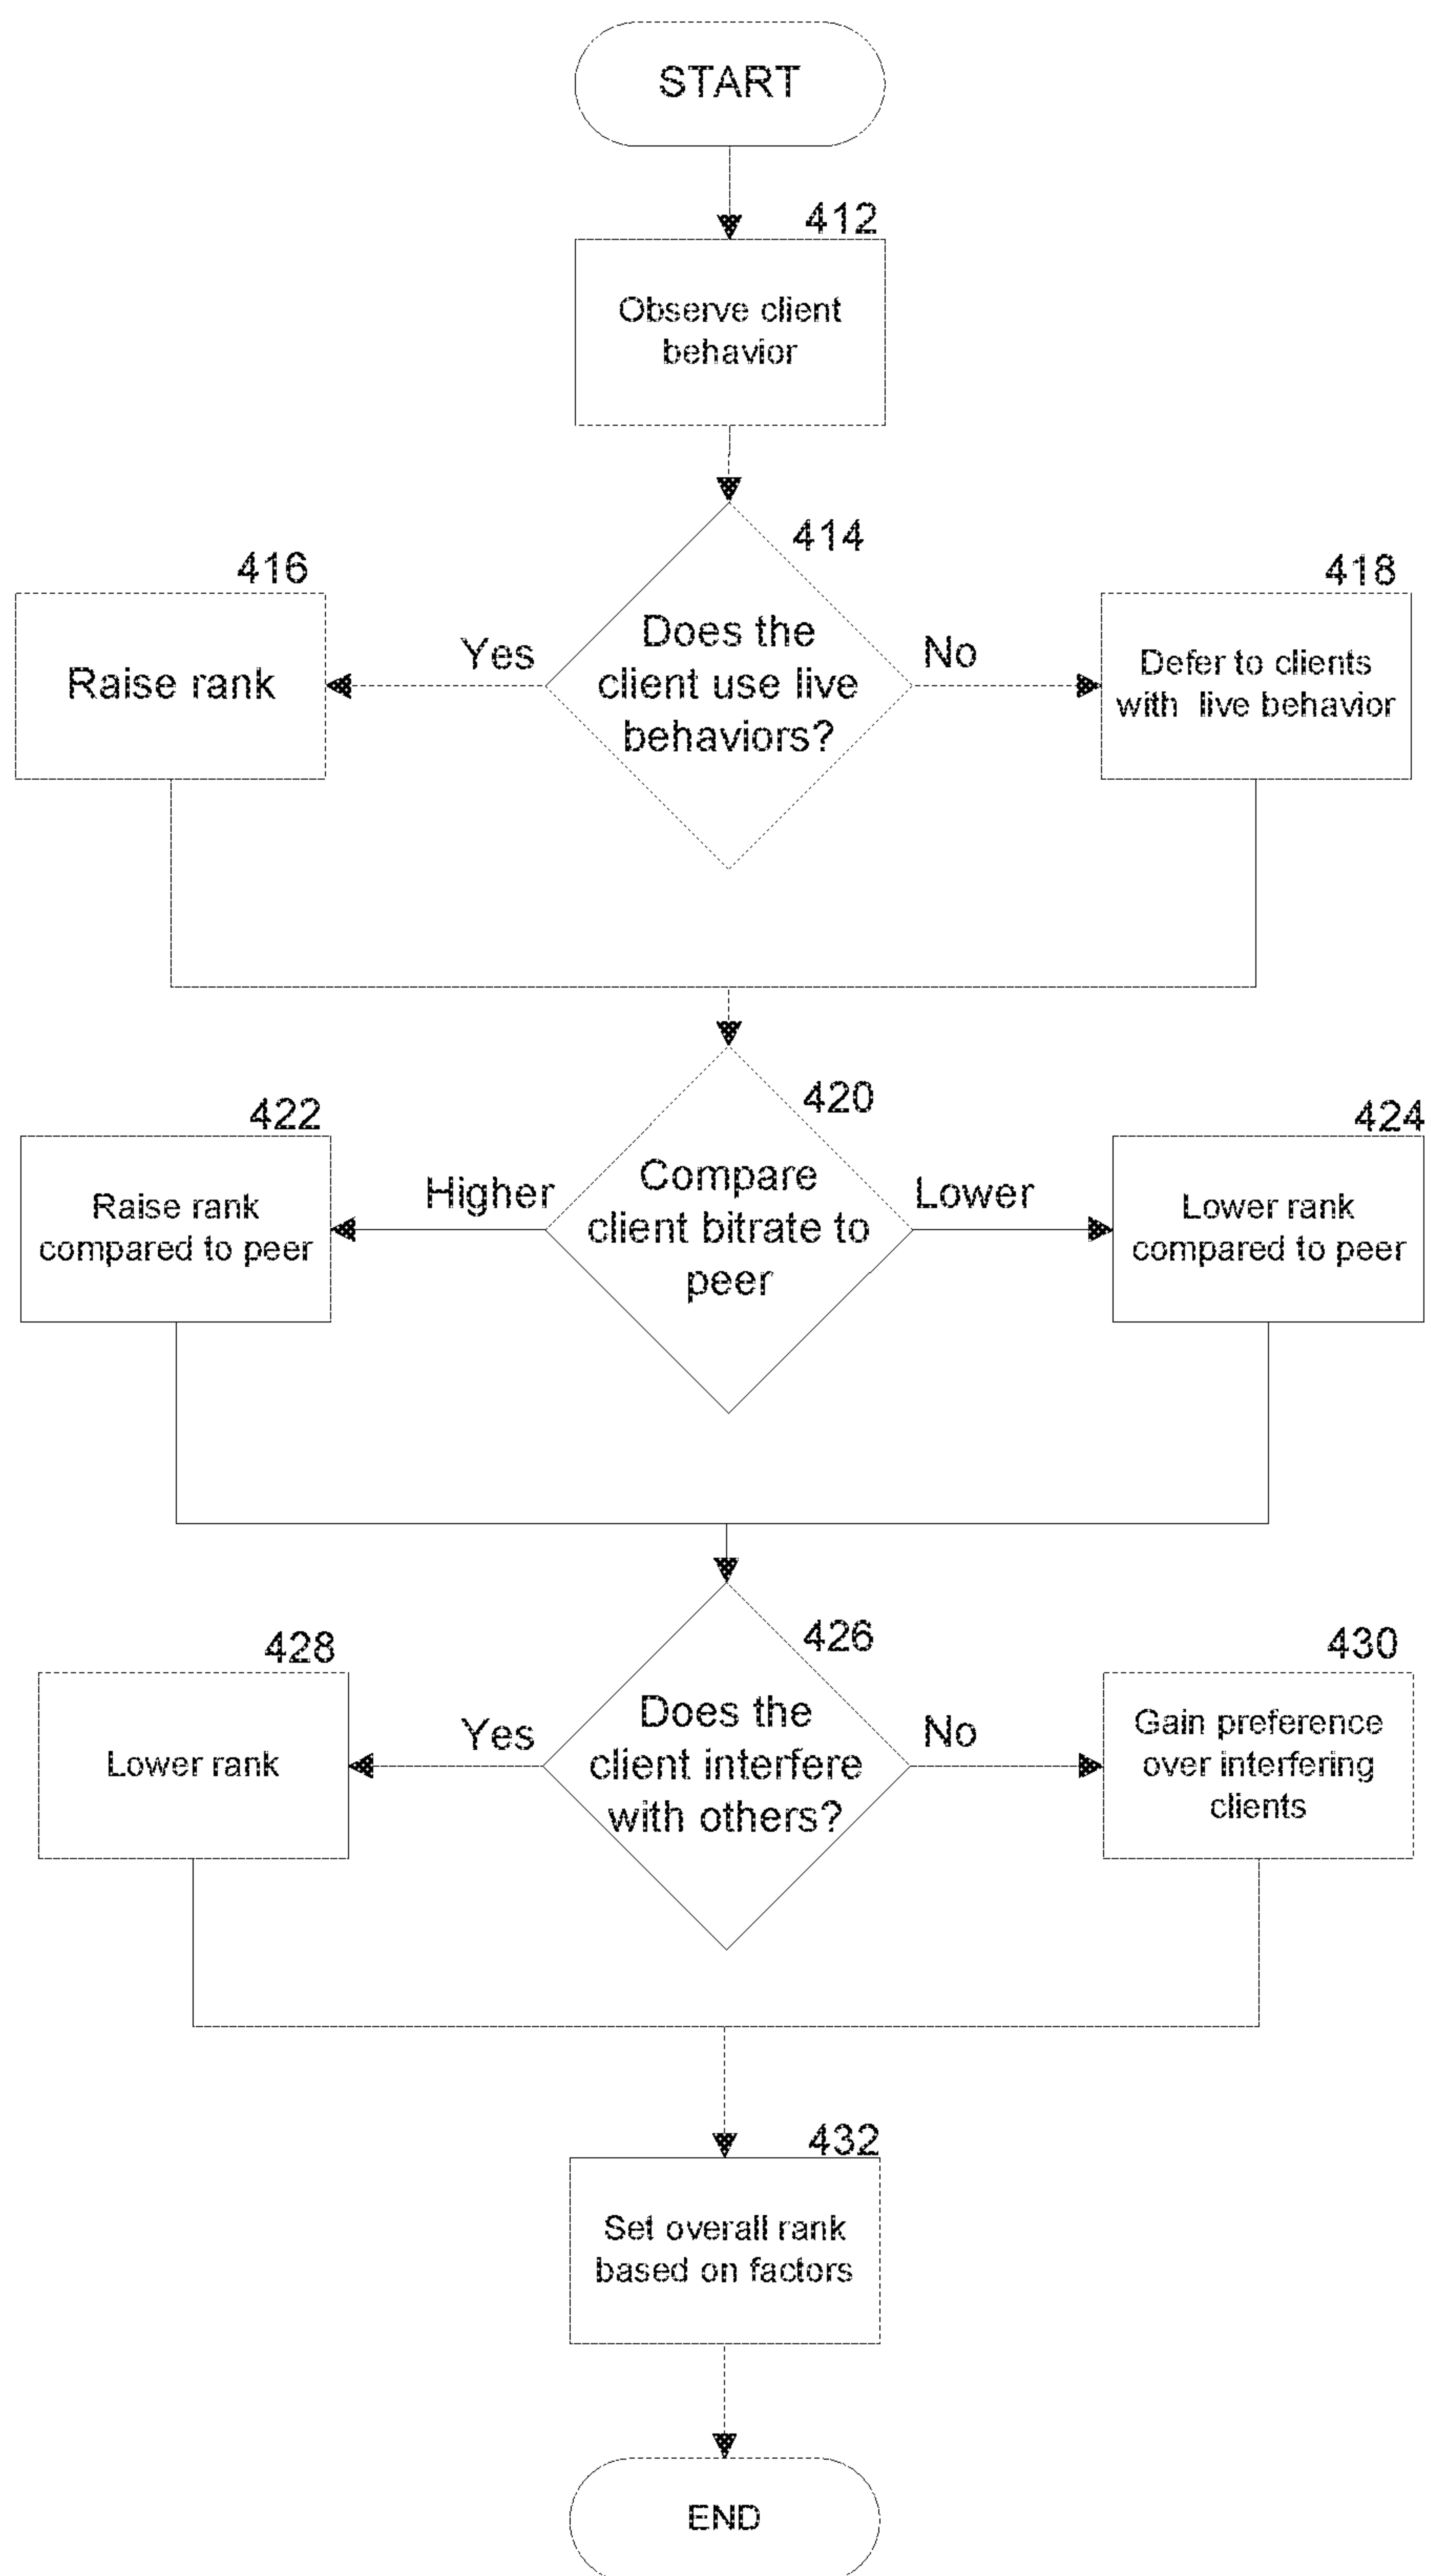 START
412
Observe client
behavior
414
416
418
Does the
client use live
behaviors?
Yes
No
Raise rank
Defer to clients
with live behavior
420
422
424
Compare
client bitrate to
peer
Higher
Lower
Raise rank
compared to peer
Lower rank
compared to peer
426
428
430
Does the
client interfere
with others?
Yes
No
Lower rank
Gain preference
over interfering
clients
432
Set overall rank
based on factors
END